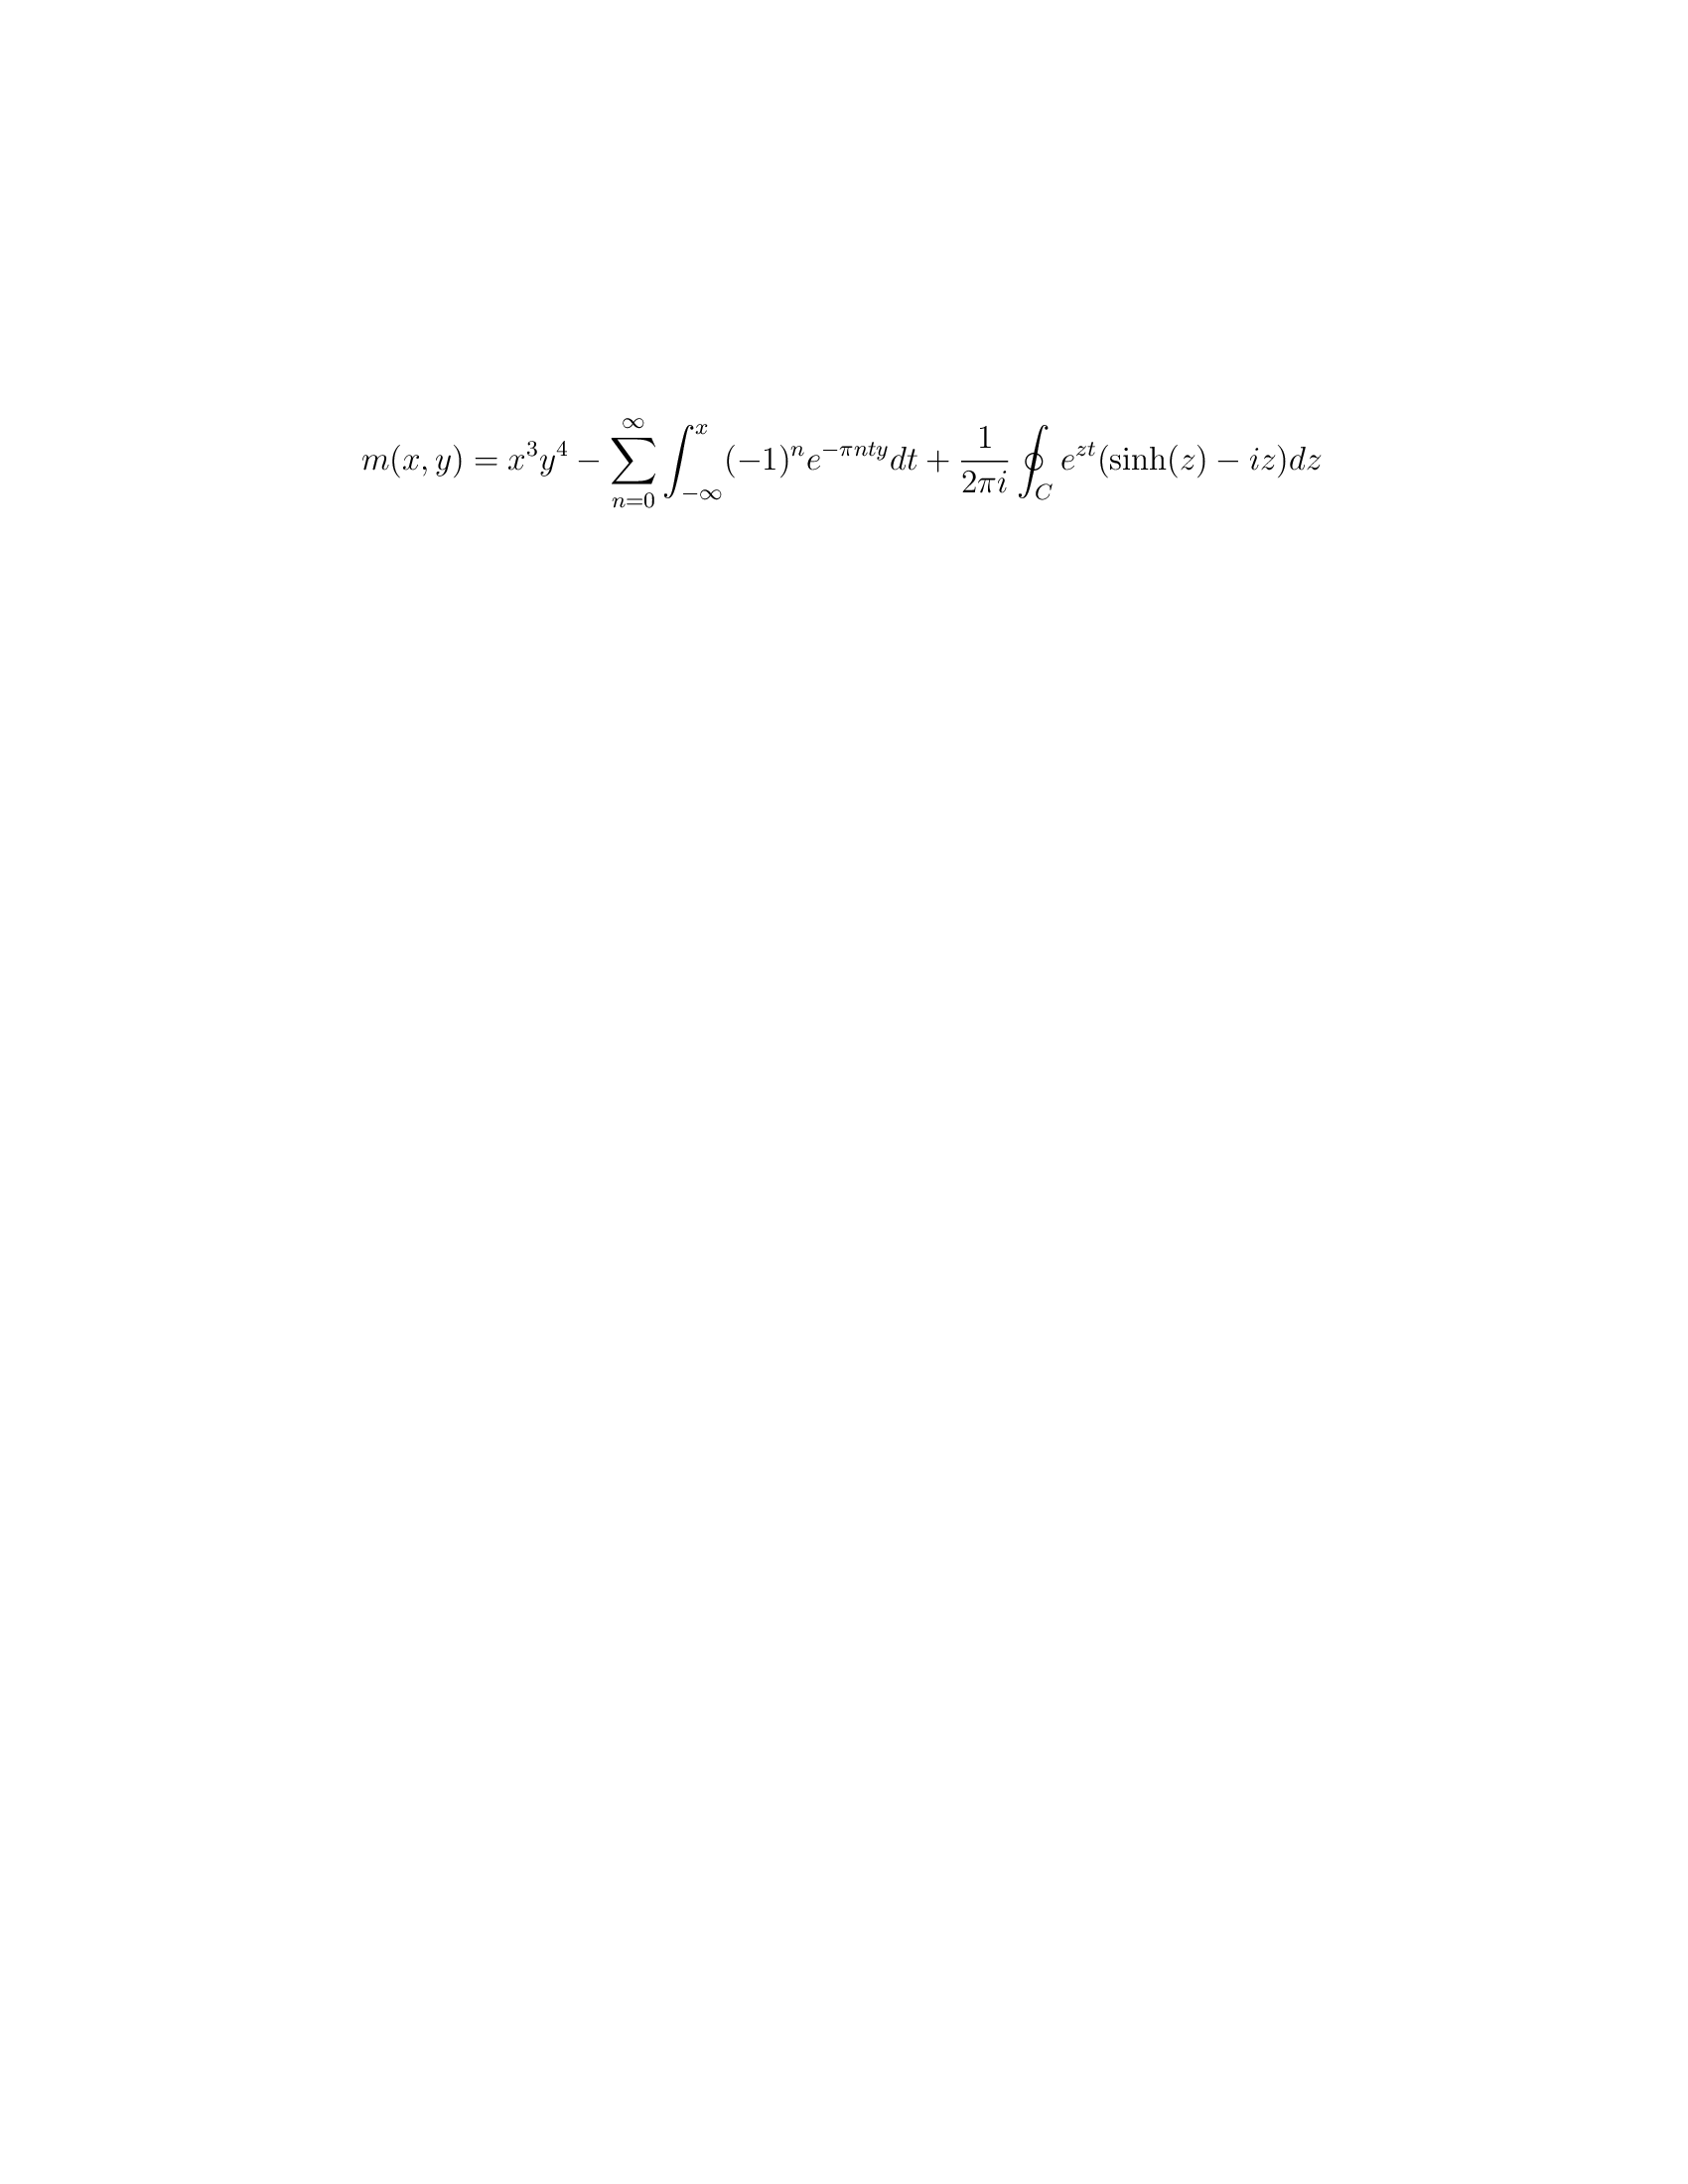 $m(x, y) = x^3y^4 - \sum_{n=0}^{\infty} \int_{-\infty}^{x} (-1)^n e^{-\pi nty} dt + \frac{1}{2\pi i} \oint_C e^{zt}(\sinh(z) - iz)dz$